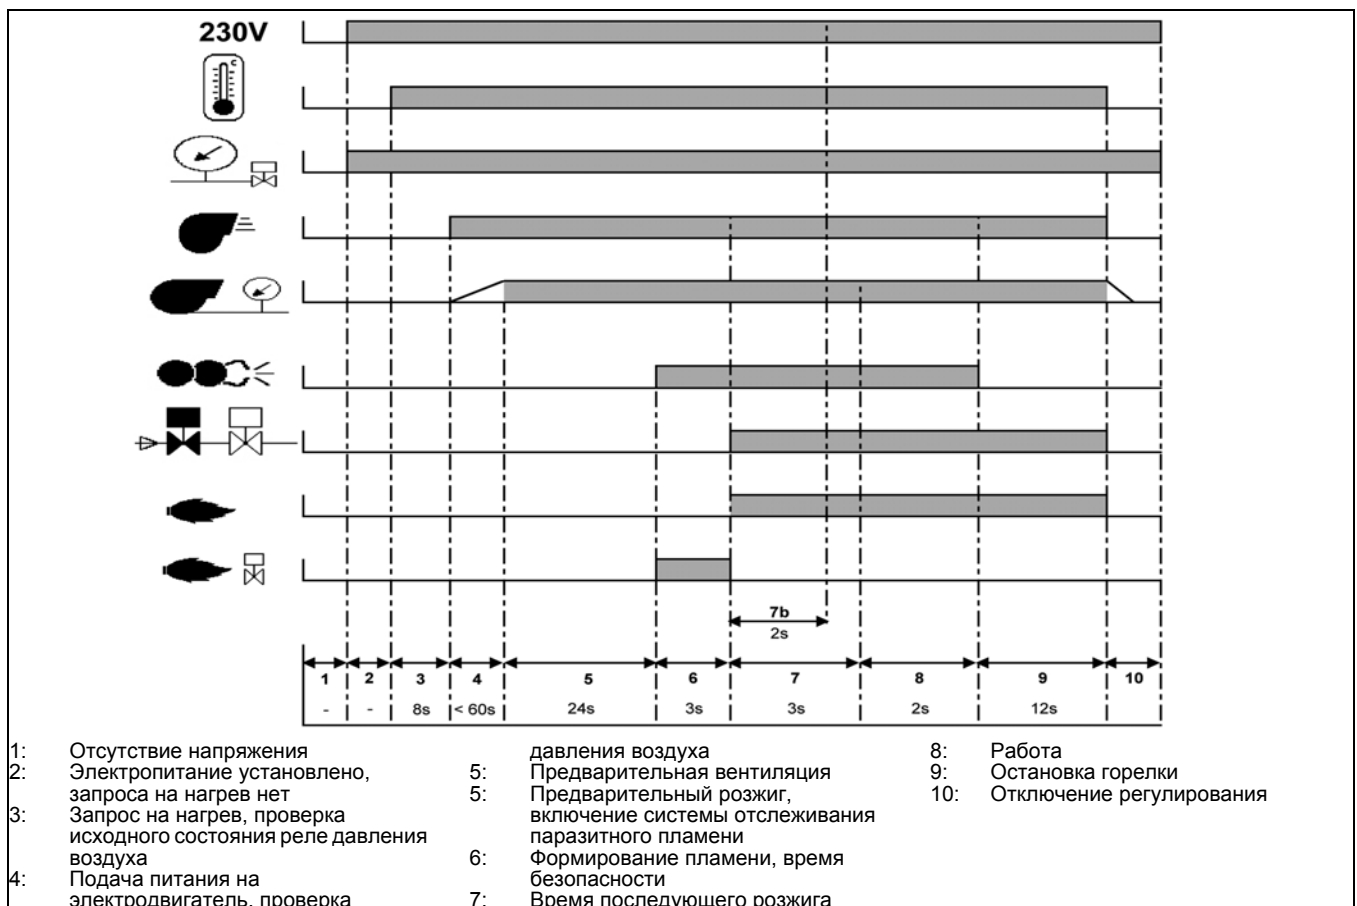 230V
°C
7b
2s
1 2 3 4 5 6 7 8 9 10
- - 8s < 60s 24s 3s 3s 2s 12s
1: Отсутствие напряжения
2: Электропитание установлено,
запроса на нагрев нет
3: Запрос на нагрев, проверка
исходного состояния реле давления
воздуха
4: Подача питания на
электродвигатель, проверка
давления воздуха
5: Предварительная вентиляция
5: Предварительный розжиг,
включение системы отслеживания
паразитного пламени
6: Формирование пламени, время
безопасности
7: Время последующего розжига
8: Работа
9: Остановка горелки
10: Отключение регулирования